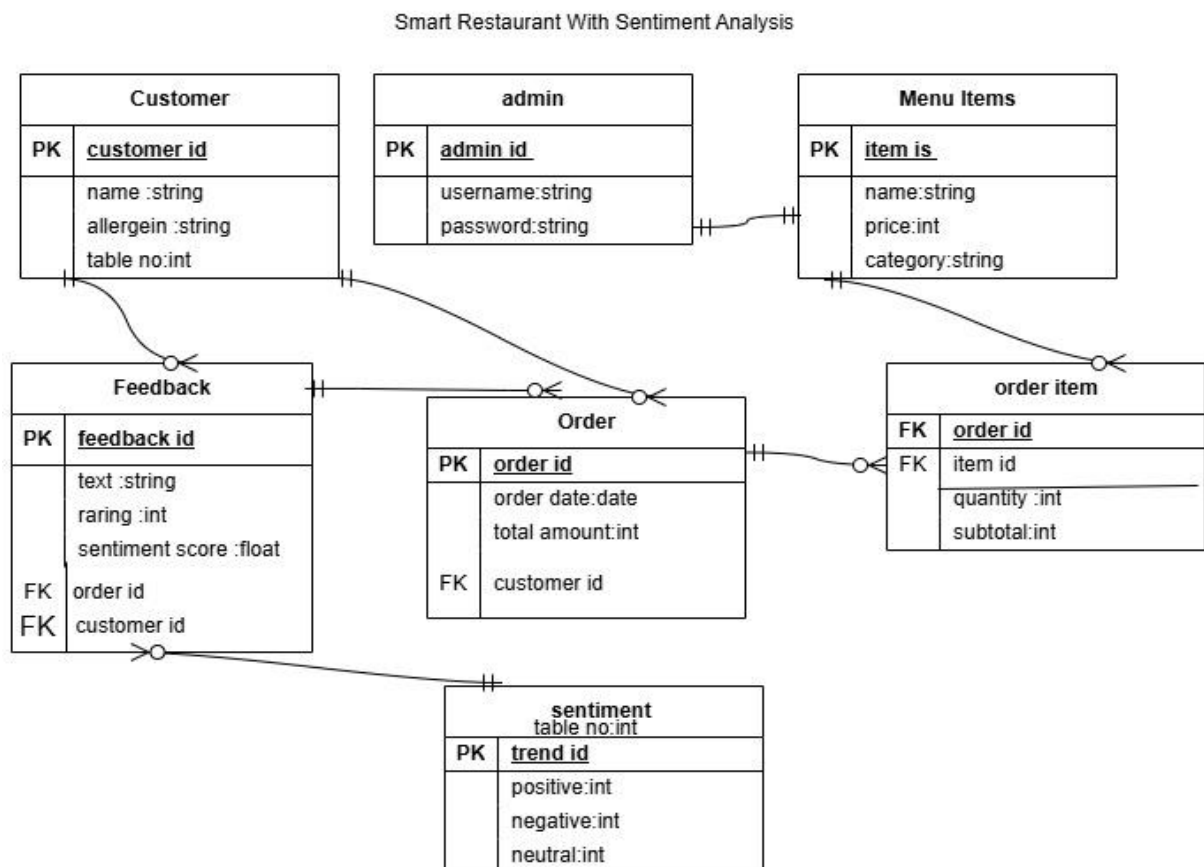 Smart Restaurant With Sentiment Analysis
Customer
PK customer id
name :string
allergein :string
table no:int
admin
PK admin id
username:string
password:string
Menu Items
PK item is
name:string
price:int
category:string
Feedback
PK feedback id
text :string
raring :int
sentiment score :float
FK order id
FK customer id
Order
PK order id
order date:date
total amount:int
FK customer id
order item
FK order id
FK item id
quantity :int
subtotal:int
sentiment
table no:int
PK trend id
positive:int
negative:int
neutral:int